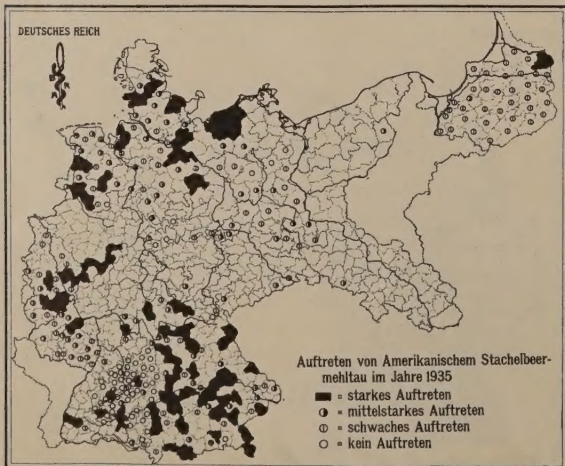 DEUTSCHES REICH
Auftreten von Amerikanischem Stachelbeer-
mehltau im Jahre 1935
= starkes Auftreten
= mittelstarkes Auftreten
= schwaches Auftreten
= kein Auftreten